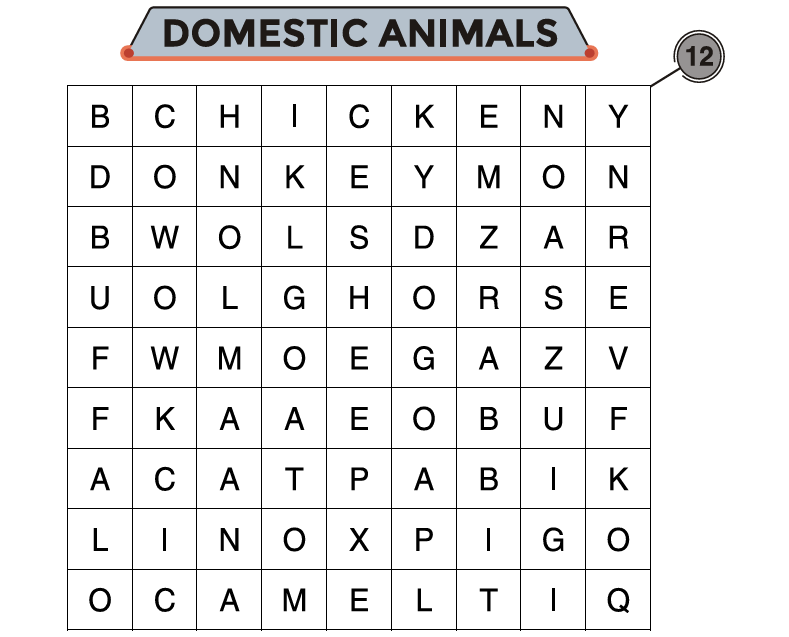 DOMESTIC ANIMALS
12
B C H I C K E N Y
D O N K E Y M O N
B W O L S D Z A R
U O L G H O R S E
F W M O E G A Z V
F K A A E O B U F
A C A T P A B I K
L I N O X P I G O
O C A M E L T I Q